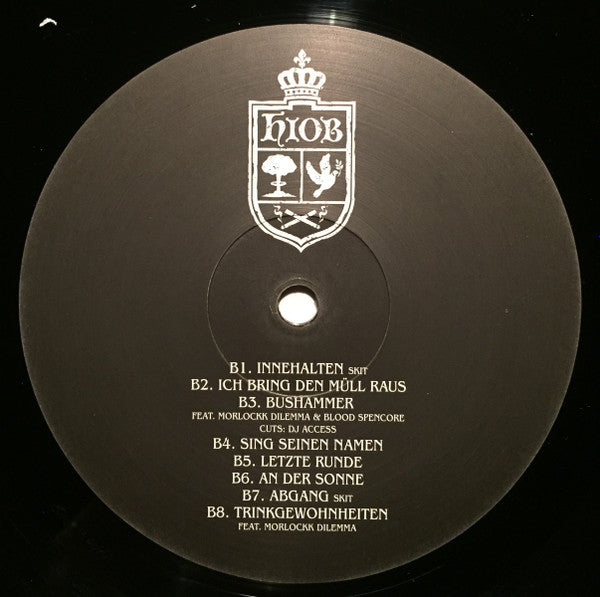 HIOB
B1. INNEHALTEN SKIT
B2. ICH BRING DEN MÜLL RAUS
B3. BUSHAMMER
FEAT. MORLOCKK DILEMMA & BLOOD SPENCORE
CUTS: DJ ACCESS
B4. SING SEINEN NAMEN
B5. LETZTE RUNDE
B6. AN DER SONNE
B7. ABGANG SKIT
B8. TRINKGEWOHNHEITEN
FEAT. MORLOCKK DILEMMA